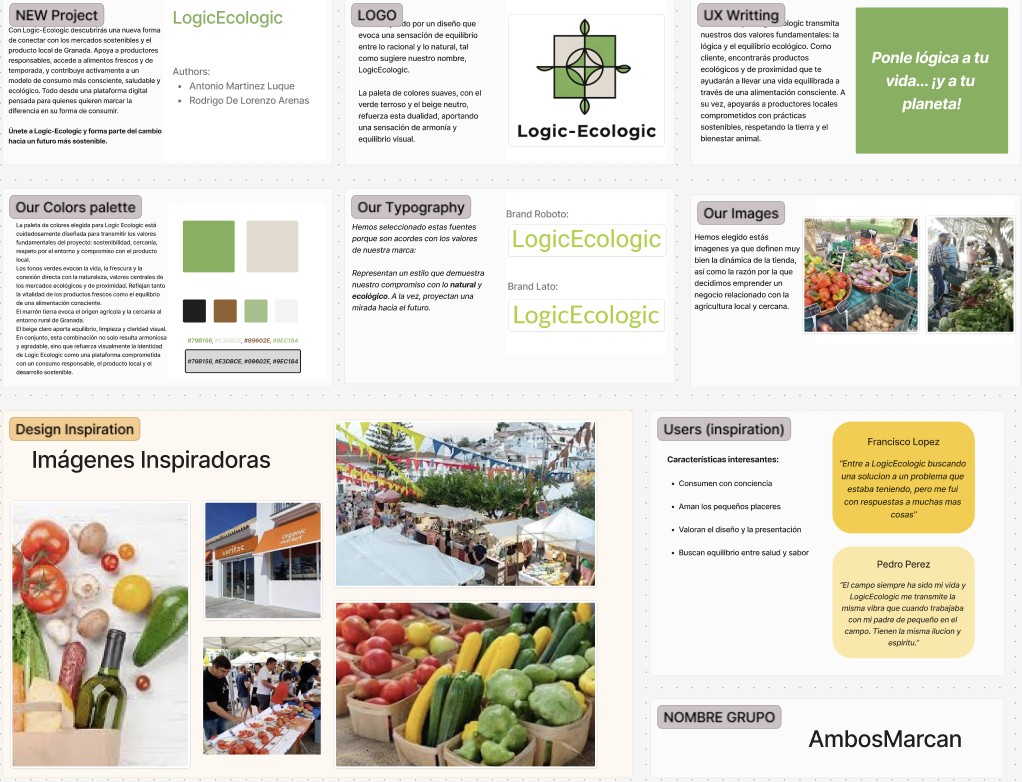 NEW Project
Con Logic-Ecologic descubrirás una nueva forma
de conectar con los mercados sostenibles y el
producto local de Granada. Apoya a productores
responsables, accede a alimentos frescos y de
temporada, y contribuye activamente a un
modelo de consumo más consciente, saludable y
ecológico. Todo desde una plataforma digital
pensada para quienes quieren marcar la
diferencia en su forma de consumir.
Únete a Logic-Ecologic y forma parte del cambio
hacia un futuro más sostenible.
LogicEcologic
Authors:
• Antonio Martinez Luque
• Rodrigo De Lorenzo Arenas
LOGO
por un diseño que
evoca una sensación de equilibrio
entre lo racional y lo natural, tal
como sugiere nuestro nombre,
LogicEcologic.
La paleta de colores suaves, con el
verde terroso y el beige neutro,
refuerza esta dualidad, aportando
una sensación de armonía y
equilibrio visual.
Logic-Ecologic
UX Writting
transmita
nuestros dos valores fundamentales: la
lógica y el equilibrio ecológico. Como
cliente, encontrarás productos
ecológicos y de proximidad que te
ayudarán a llevar una vida equilibrada a
través de una alimentación consciente. A
su vez, apoyarás a productores locales
comprometidos con prácticas
sostenibles, respetando la tierra y el
bienestar animal.
Ponle lógica a tu
vida... ¡y a tu
planeta!
Our Colors palette
La paleta de colores elegida para Logic Ecologic está
cuidadosamente diseñada para transmitir los valores
fundamentales del proyecto: sostenibilidad, cercanía,
respeto por el entorno y compromiso con el producto
local.
Los tonos verdes evocan la vida, la frescura y la
conexión directa con la naturaleza, valores centrales de
los mercados ecológicos y de proximidad. Reflejan tanto
la vitalidad de los productos frescos como el equilibrio
de una alimentación consciente.
El marrón tierra evoca el origen agrícola y la cercanía al
entorno rural de Granada.
El beige claro aporta equilibrio, limpieza y claridad visual.
En conjunto, esta combinación no solo resulta armoniosa
y agradable, sino que refuerza visualmente la identidad
de Logic Ecologic como una plataforma comprometida
con un consumo responsable, el producto local y el
desarrollo sostenible.
#79B156, #E3DBCE, #99602E, #9EC184
#79B156, #E3DBCE, #99602E, #9EC184
Our Typography
Hemos seleccionado estas fuentes
porque son acordes con los valores
de nuestra marca:
Representan un estilo que demuestra
nuestro compromiso con lo natural y
ecológico. A la vez, proyectan una
mirada hacia el futuro.
Brand Roboto:
LogicEcologic
Brand Lato:
LogicEcologic
Our Images
Hemos elegido estás
imagenes ya que definen muy
bien la dinámica de la tienda,
así como la razón por la que
decidimos emprender un
negocio relacionado con la
agricultura local y cercana.
Design Inspiration
Imágenes Inspiradoras
organic
market
Users (inspiration)
Características interesantes:
• Consumen con conciencia
• Aman los pequeños placeres
• Valoran el diseño y la presentación
• Buscan equilibrio entre salud y sabor
Francisco Lopez
"Entre a LogicEcologic buscando
una solucion a un problema que
estaba teniendo, pero me fui
con respuestas a muchas mas
cosas"
Pedro Perez
"El campo siempre ha sido mi vida y
LogicEcologic me transmite la
misma vibra que cuando trabajaba
con mi padre de pequeño en el
campo. Tienen la misma ilucion y
espiritu."
NOMBRE GRUPO
AmbosMarcan